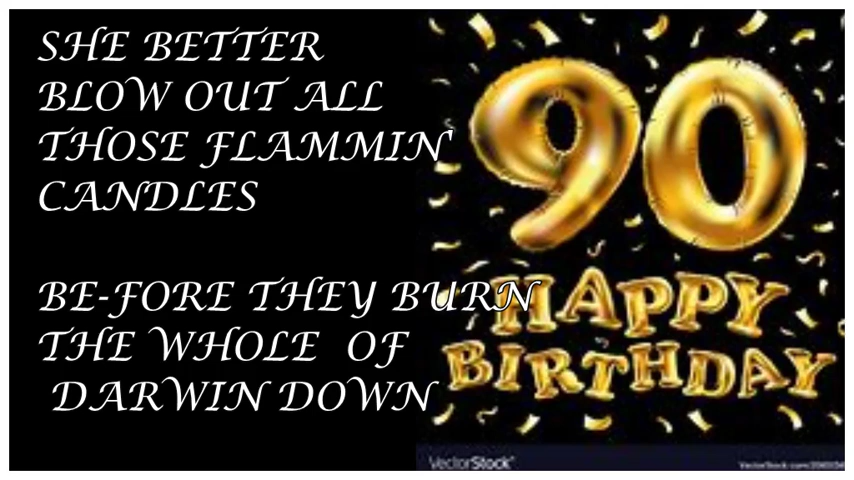 SHE BETTER
BLOW OUT ALL
THOSE FLAMMIN'
CANDLES
BE-FORE THEY BURN
THE WHOLE OF
DARWIN DOWN
90
HAPPY
BIRTHDAY
VectorStock